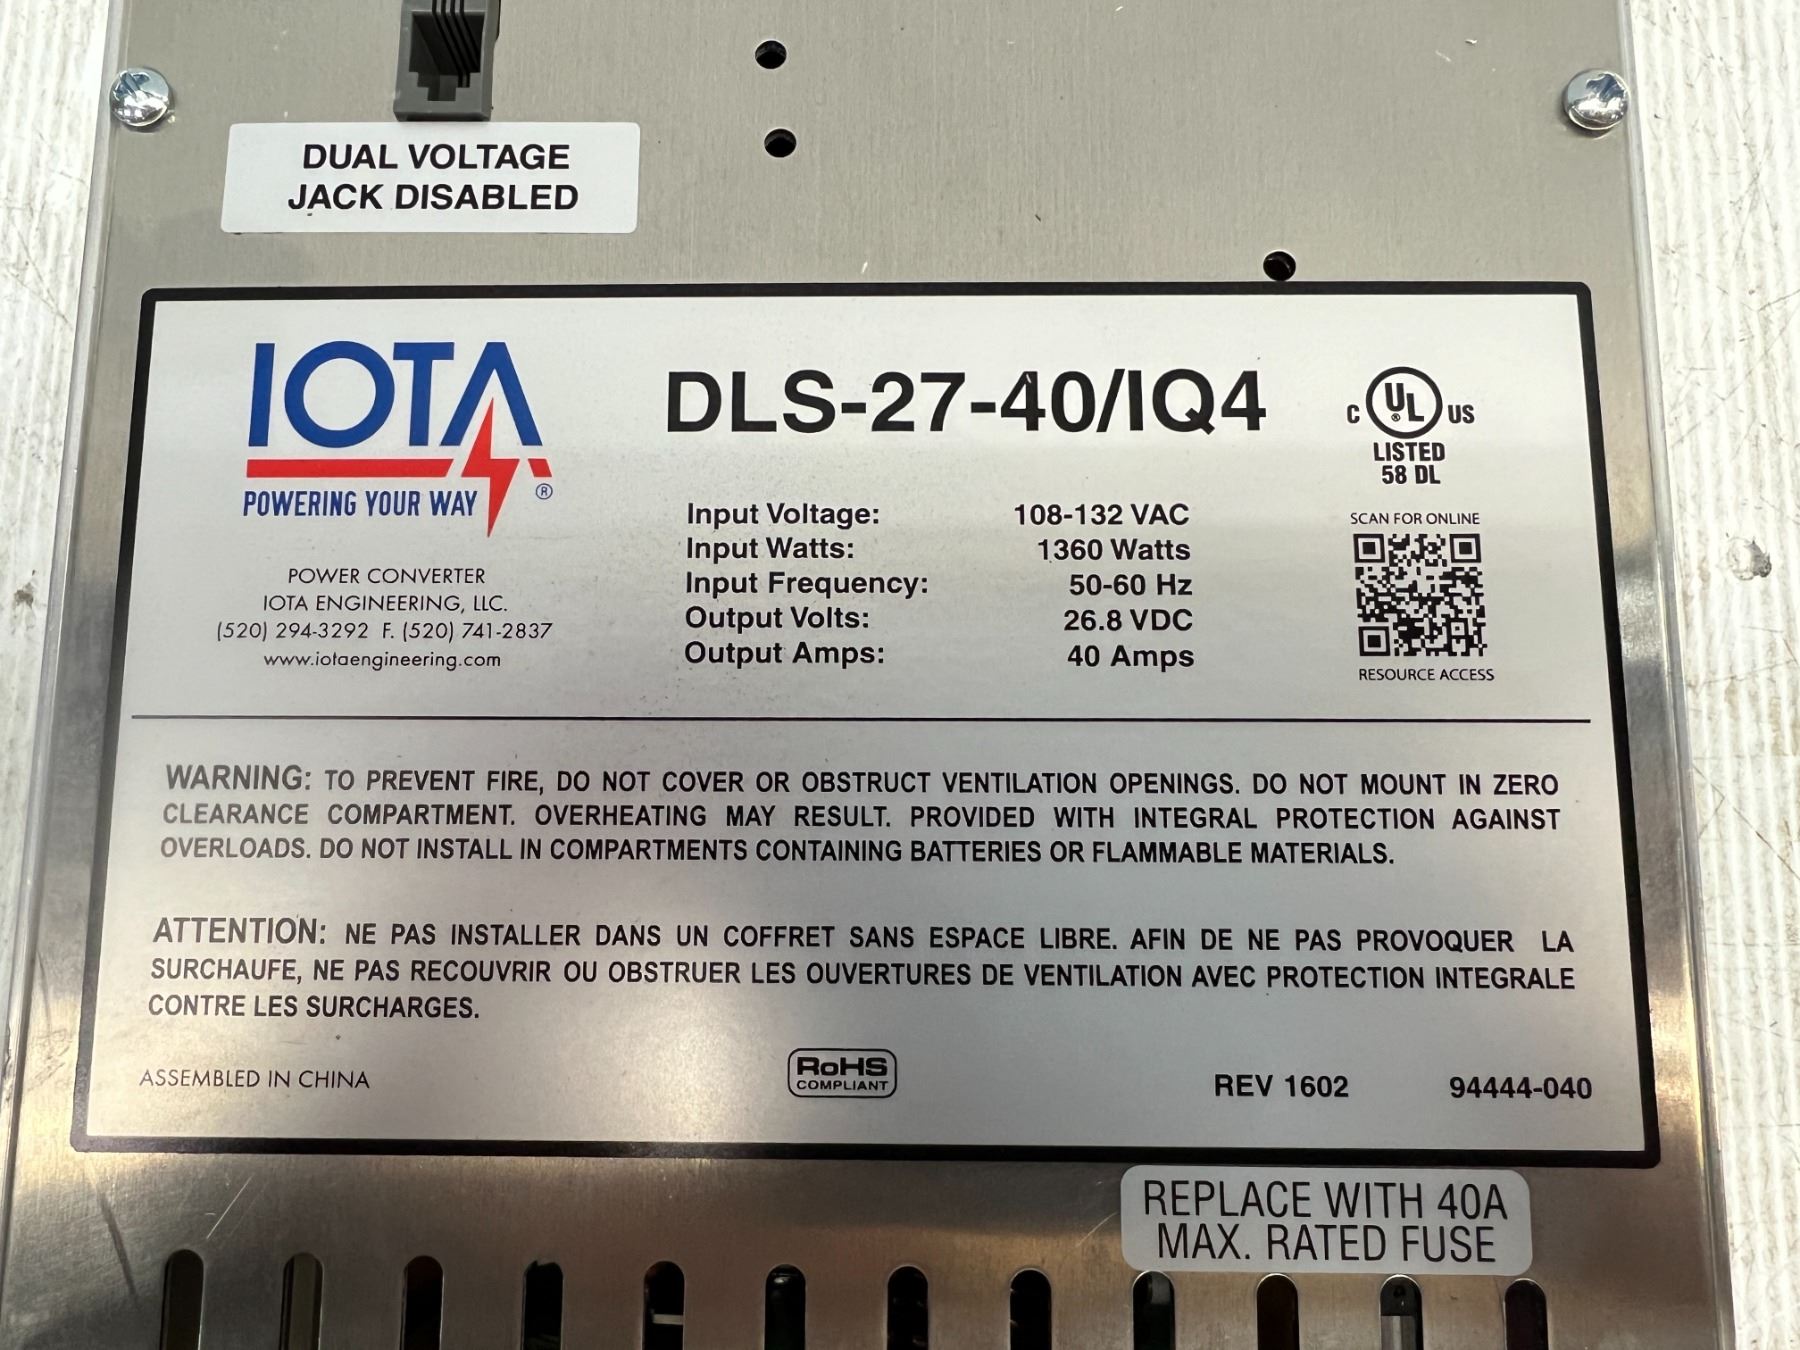 DUAL VOLTAGE
JACK DISABLED
IOTA
POWERING YOUR WAY ®
POWER CONVERTER
IOTA ENGINEERING, LLC.
(520) 294-3292 F. (520) 741-2837
www.iotaengineering.com
DLS-27-40/IQ4
Input Voltage: 108-132 VAC
Input Watts: 1360 Watts
Input Frequency: 50-60 Hz
Output Volts: 26.8 VDC
Output Amps: 40 Amps
C UL ® US
LISTED
58 DL
SCAN FOR ONLINE
RESOURCE ACCESS
WARNING: TO PREVENT FIRE, DO NOT COVER OR OBSTRUCT VENTILATION OPENINGS. DO NOT MOUNT IN ZERO
CLEARANCE COMPARTMENT. OVERHEATING MAY RESULT. PROVIDED WITH INTEGRAL PROTECTION AGAINST
OVERLOADS. DO NOT INSTALL IN COMPARTMENTS CONTAINING BATTERIES OR FLAMMABLE MATERIALS.
ATTENTION: NE PAS INSTALLER DANS UN COFFRET SANS ESPACE LIBRE. AFIN DE NE PAS PROVOQUER LA
SURCHAUFE, NE PAS RECOUVRIR OU OBSTRUER LES OUVERTURES DE VENTILATION AVEC PROTECTION INTEGRALE
CONTRE LES SURCHARGES.
ASSEMBLED IN CHINA
RoHS
COMPLIANT
REV 1602 94444-040
REPLACE WITH 40A
MAX. RATED FUSE